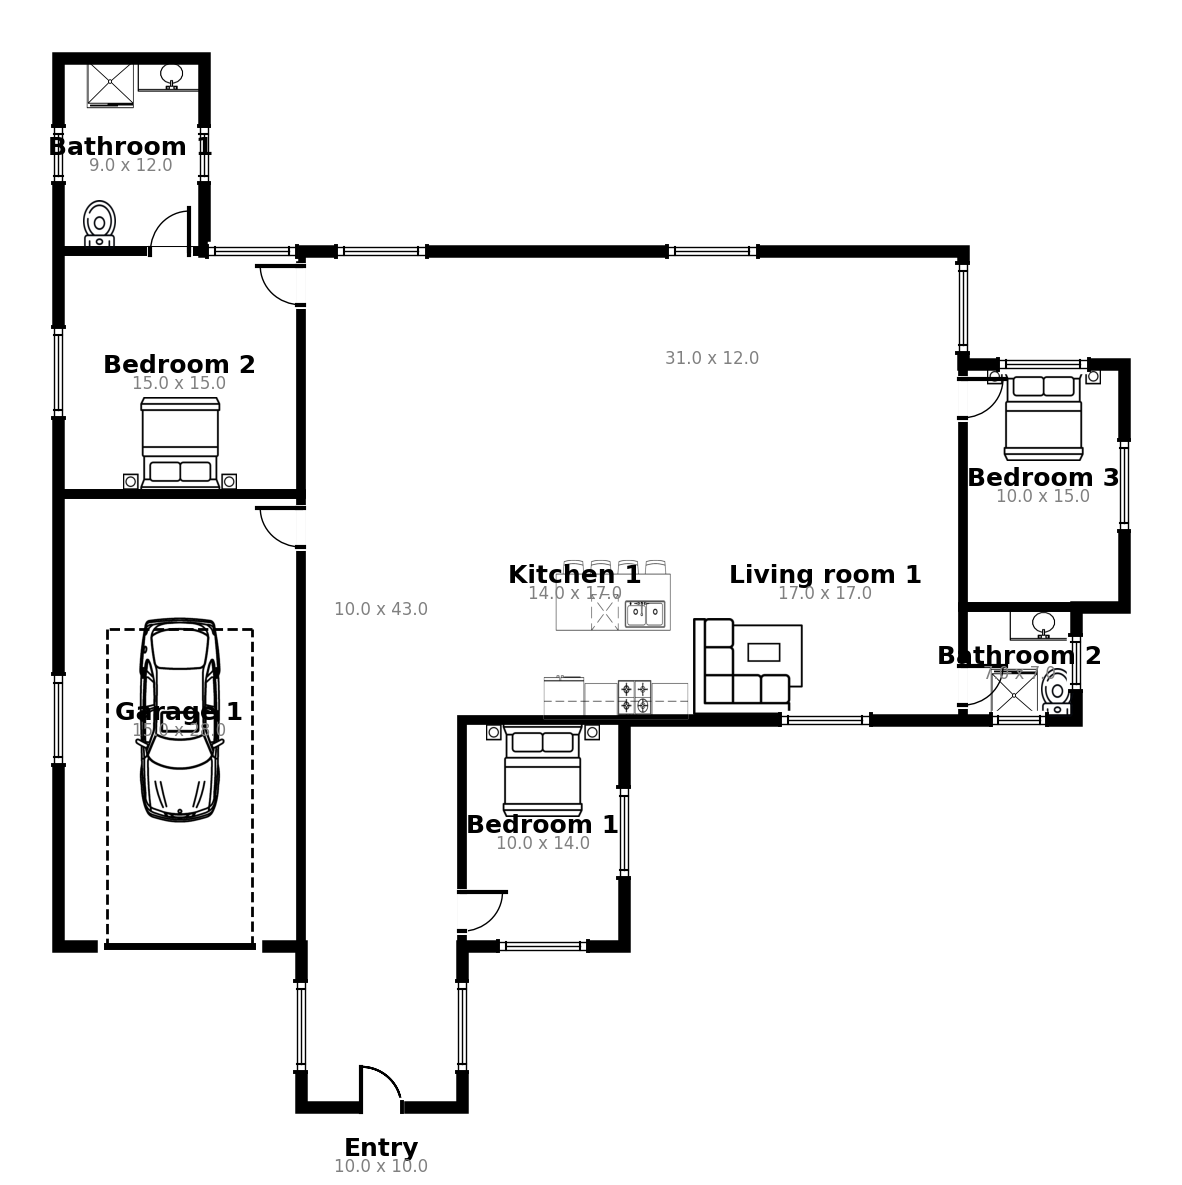 Bathroom 1
9.0 x 12.0
31.0 x 12.0
Bedroom 2
15.0 x 15.0
Bedroom 3
10.0 x 15.0
Kitchen 1
14.0 x 17.0
Living room 1
17.0 x 17.0
10.0 x 43.0
Bathroom 2
7.0 x 7.0
Garage 1
15.0 x 28.0
Bedroom 1
10.0 x 14.0
Entry
10.0 x 10.0